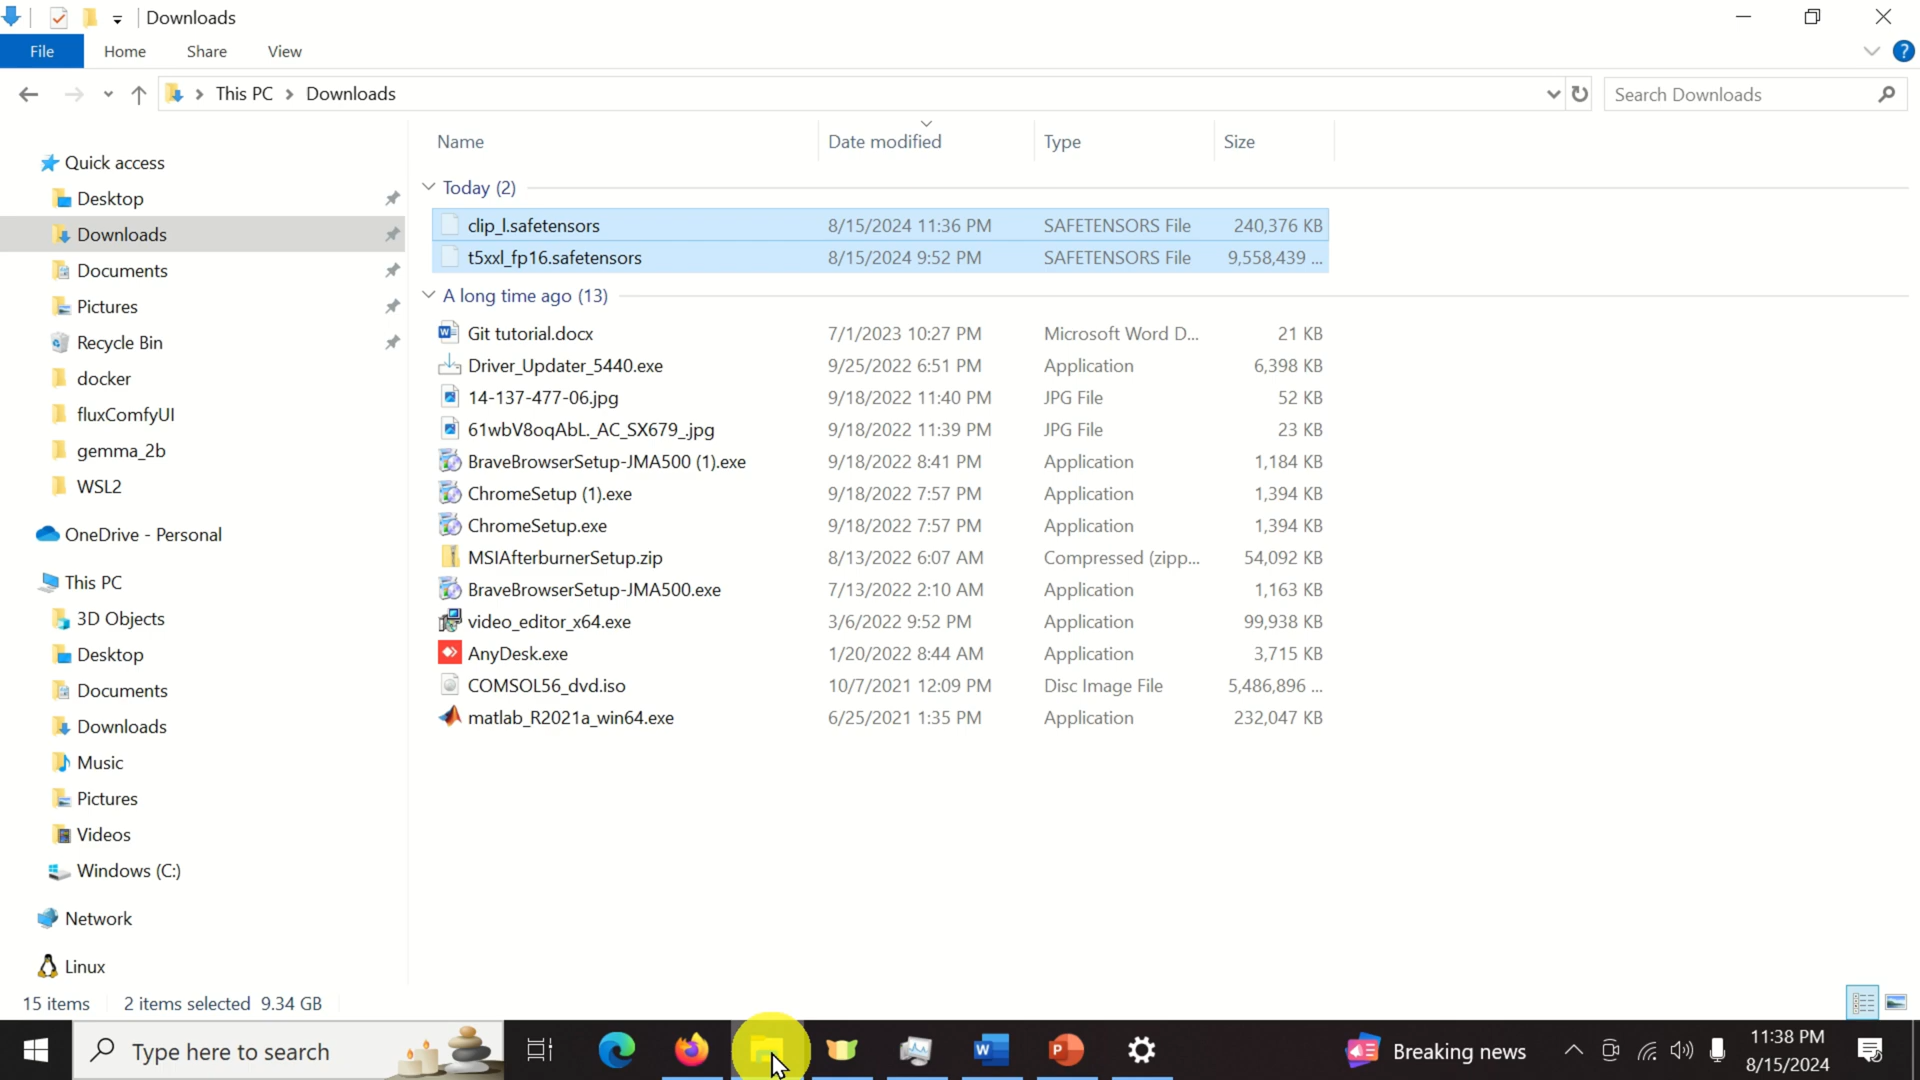 Downloads
File Home Share View
This PC Downloads Search Downloads
Name Date modified Type Size
Quick access
Desktop
Downloads
Documents
Pictures
Recycle Bin
docker
fluxComfyUI
gemma_2b
WSL2
OneDrive - Personal
This PC
3D Objects
Desktop
Documents
Downloads
Music
Pictures
Videos
Windows (C:)
Network
Linux
Today (2)
clip_l.safetensors 8/15/2024 11:36 PM SAFETENSORS File 240,376 KB
t5xxl_fp16.safetensors 8/15/2024 9:52 PM SAFETENSORS File 9,558,439 ...
A long time ago (13)
Git tutorial.docx 7/1/2023 10:27 PM Microsoft Word D... 21 KB
Driver_Updater_5440.exe 9/25/2022 6:51 PM Application 6,398 KB
14-137-477-06.jpg 9/18/2022 11:40 PM JPG File 52 KB
61wbV8oqAbL._AC_SX679_.jpg 9/18/2022 11:39 PM JPG File 23 KB
BraveBrowserSetup-JMA500 (1).exe 9/18/2022 8:41 PM Application 1,184 KB
ChromeSetup (1).exe 9/18/2022 7:57 PM Application 1,394 KB
ChromeSetup.exe 9/18/2022 7:57 PM Application 1,394 KB
MSIAfterburnerSetup.zip 8/13/2022 6:07 AM Compressed (zipp... 54,092 KB
BraveBrowserSetup-JMA500.exe 7/13/2022 2:10 AM Application 1,163 KB
video_editor_x64.exe 3/6/2022 9:52 PM Application 99,938 KB
AnyDesk.exe 1/20/2022 8:44 AM Application 3,715 KB
COMSOL56_dvd.iso 10/7/2021 12:09 PM Disc Image File 5,486,896 ...
matlab_R2021a_win64.exe 6/25/2021 1:35 PM Application 232,047 KB
15 items 2 items selected 9.34 GB
Type here to search Breaking news 11:38 PM
8/15/2024